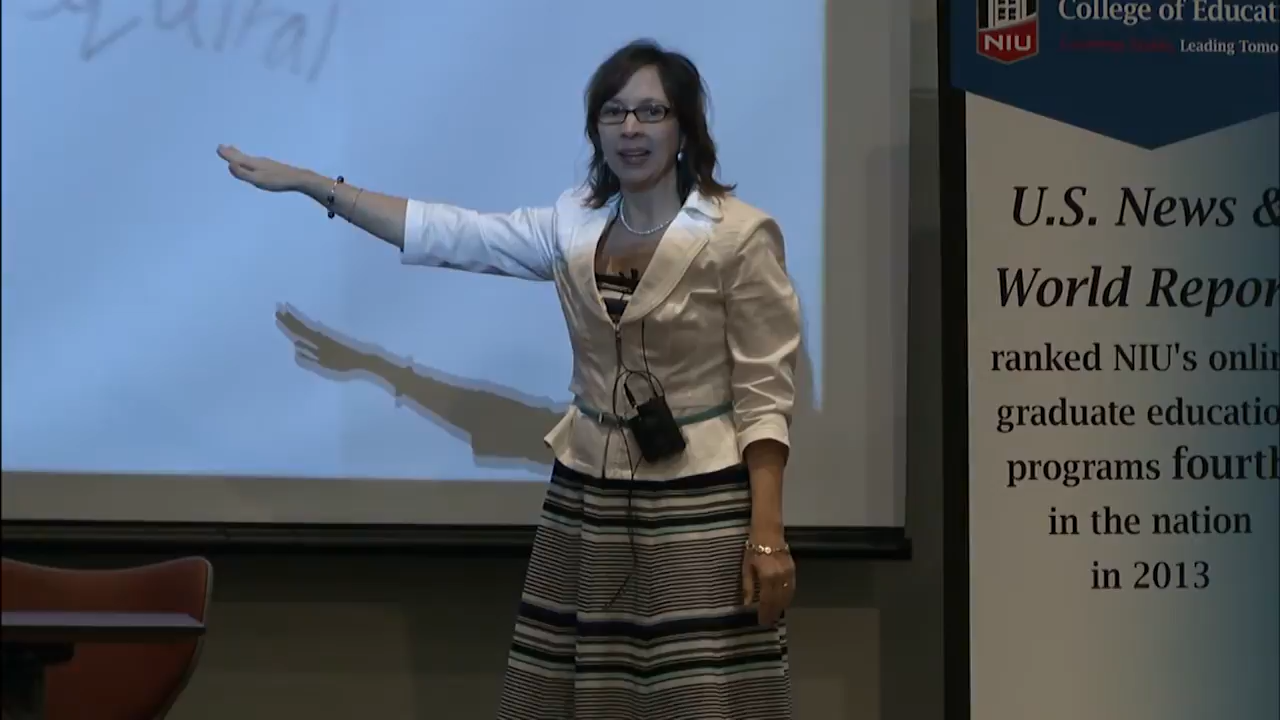 College of Educat
NIU
Leading Tomo
U.S. News &
World Repor
ranked NIU's onli
graduate educatio
programs fourth
in the nation
in 2013